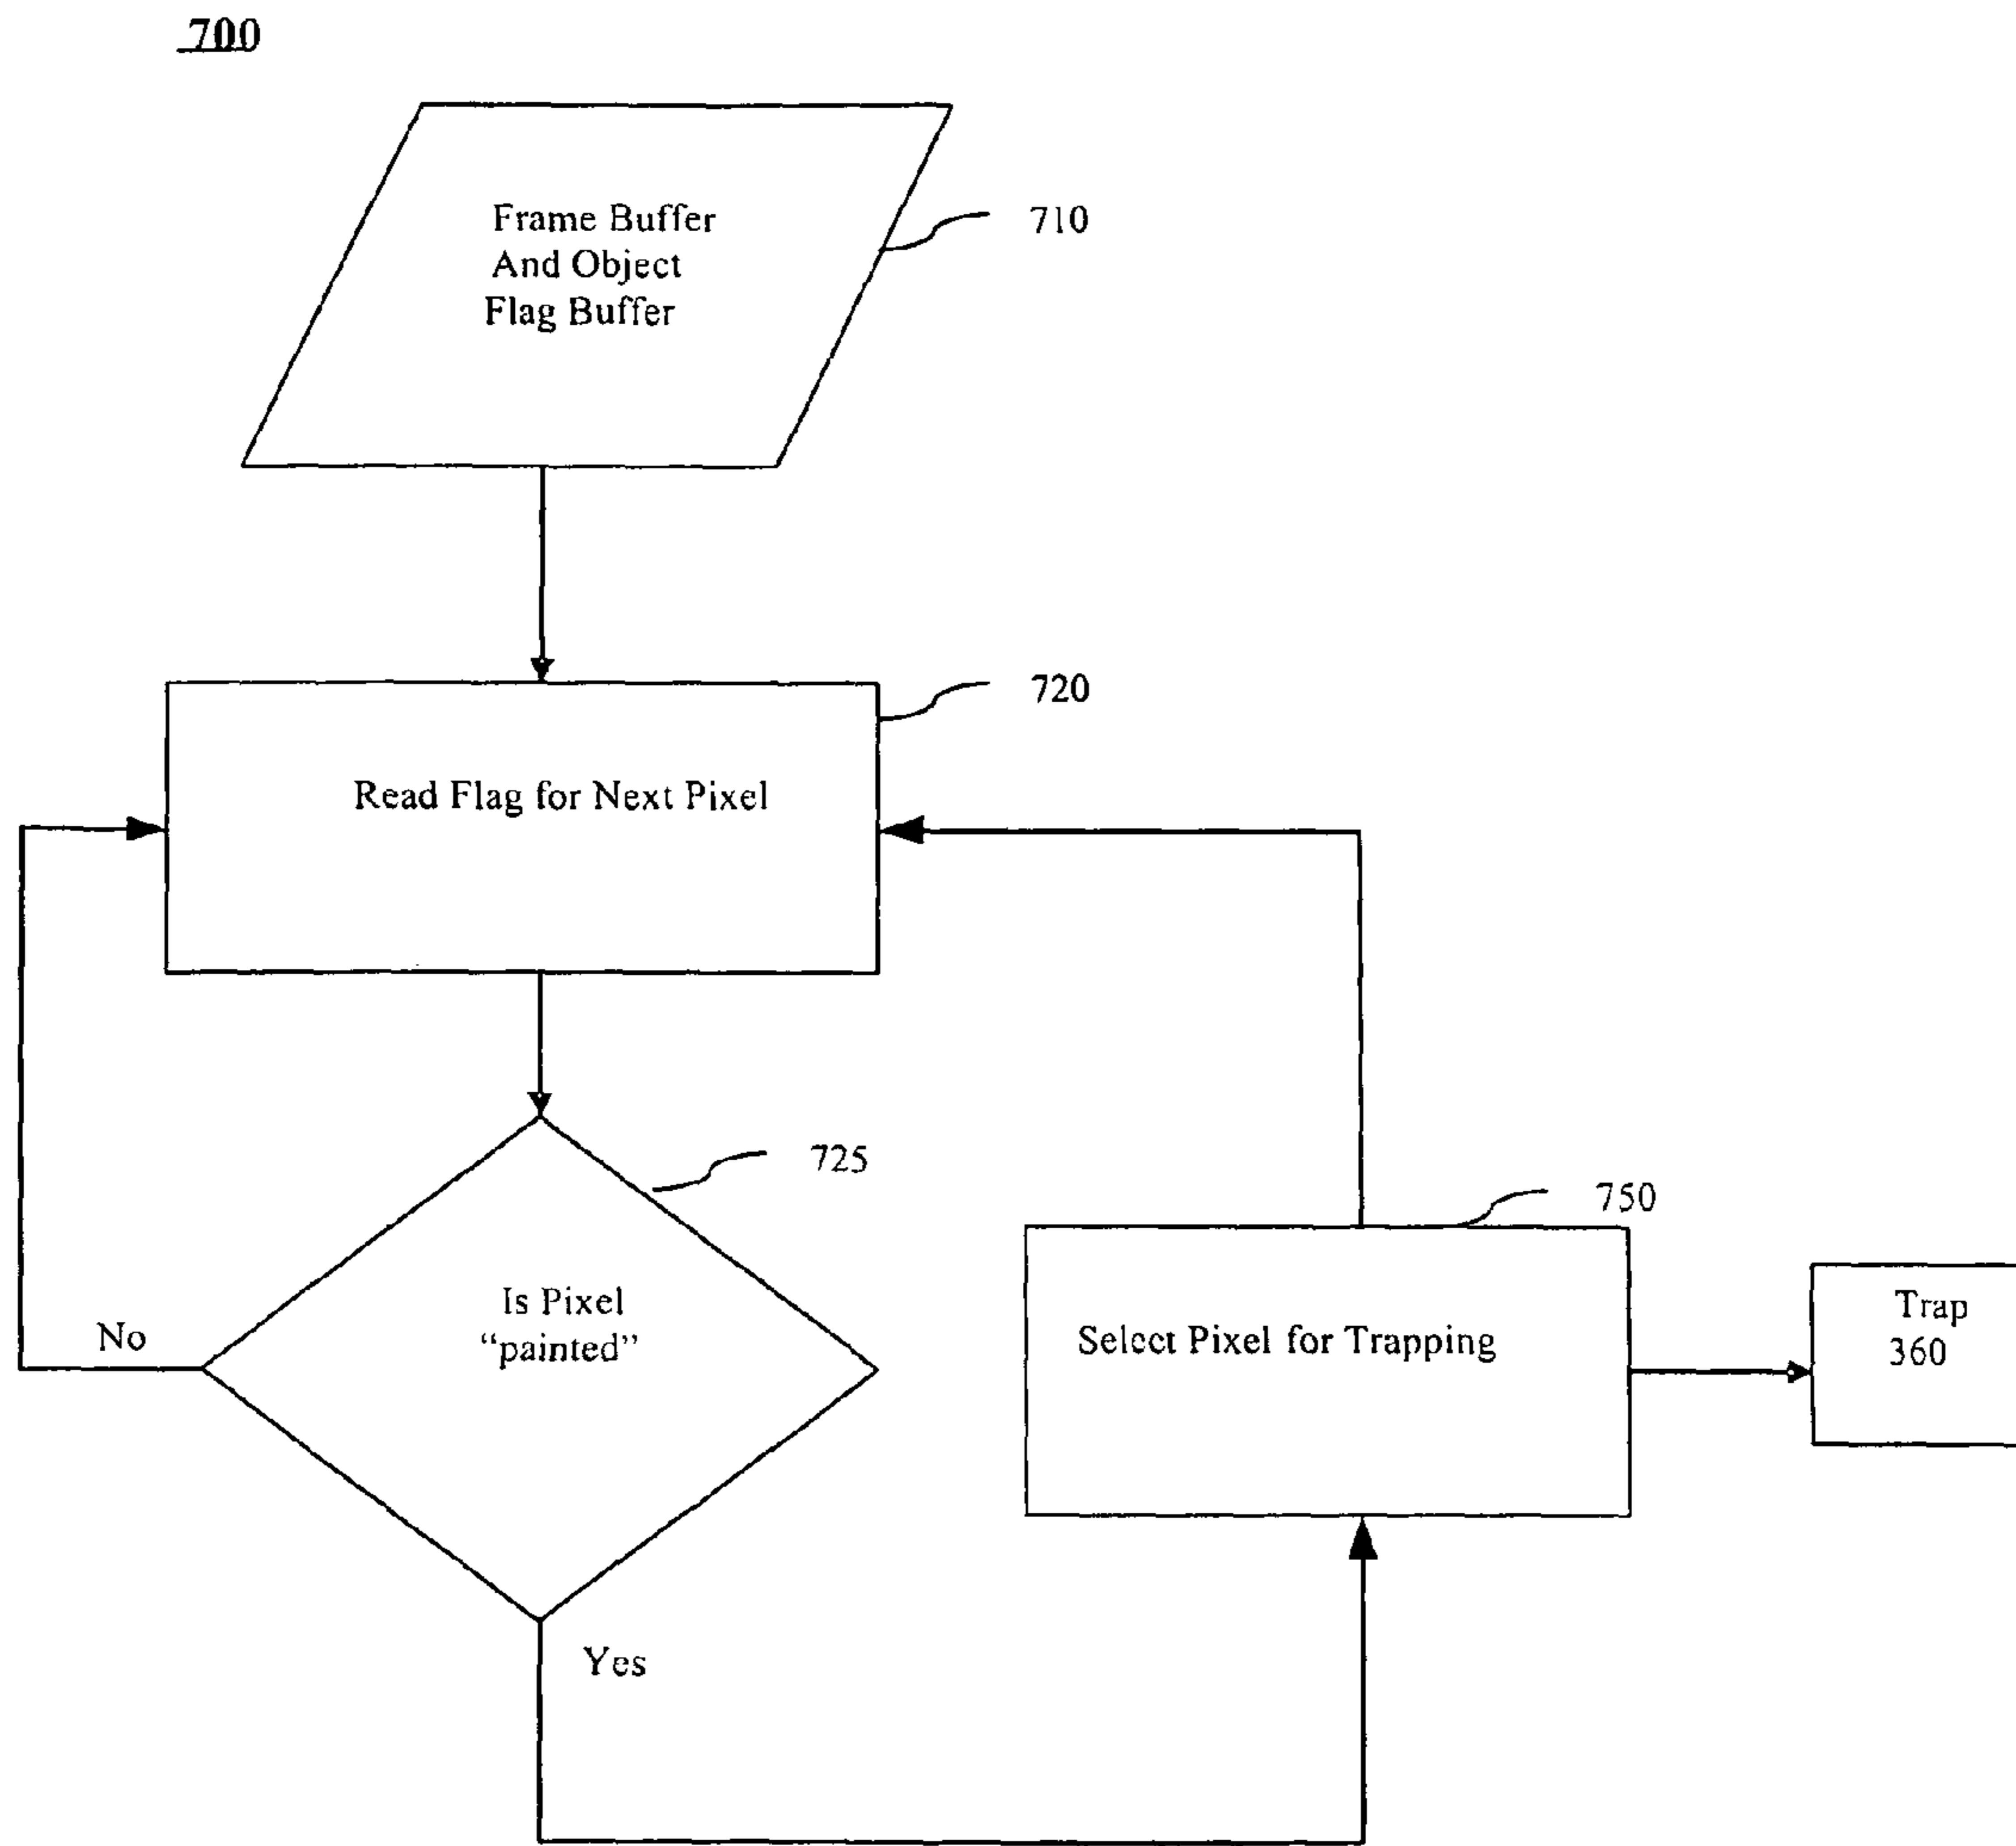 700
Frame Buffer
And Object
Flag Buffer
710
720
Read Flag for Next Pixel
725
Is Pixel
“painted”
No
Yes
750
Select Pixel for Trapping
Trap
360